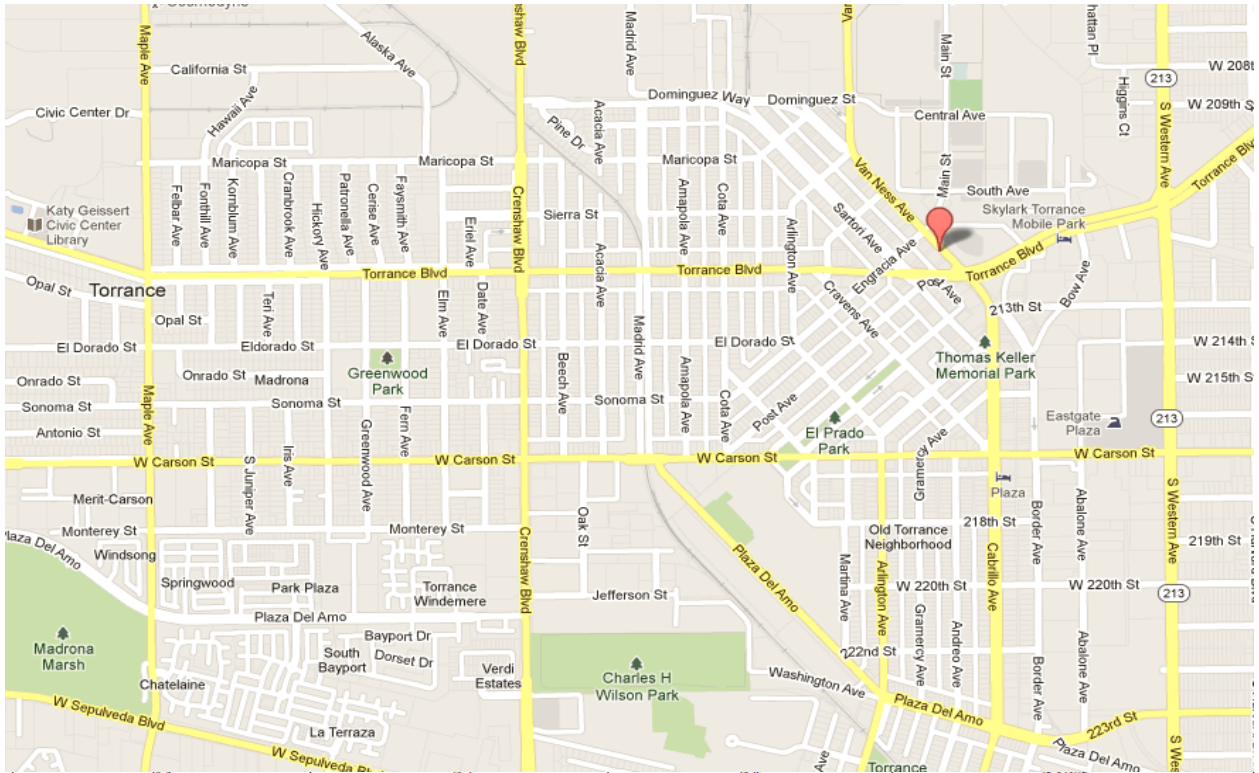 Maple Ave
California St
Alaska Ave
Civic Center Dr
Hawaii Ave
Crenshaw Blvd
Madrid Ave
Main St
213
W 208th
Higgins Ct
S Western Ave
W 209th S
Dominguez Way
Dominguez St
Central Ave
Acacia Ave
Pine Dr
Maricopa St
Maricopa St
Maricopa St
Van Ness Ave
Main St
South Ave
Torrance Blv
Skylark Torrance
Mobile Park
Katy Geissert
Civic Center
Library
Felbar Ave
Fonthill Ave
Kornblum Ave
Cranbrook Ave
Hickory Ave
Patronella Ave
Cerise Ave
Faysmith Ave
Eriel Ave
Crenshaw Blvd
Sierra St
Amapola Ave
Cota Ave
Arlington Ave
Sartori Ave
Engracia Ave
Torrance Blvd
Torrance Blvd
Torrance Blvd
Acacia Ave
Post Ave
Bow Ave
Opal St
Torrance
Opal St
Teri Ave
Elm Ave
Date Ave
Cravens Ave
213th St
El Dorado St
Eldorado St
El Dorado St
Madrid Ave
El Dorado St
W 214th
Greenwood
Park
Thomas Keller
Memorial Park
Onrado St
Onrado St
Madrona
Beech Ave
Amapola Ave
Cota Ave
W 215th
Sonoma St
Maple Ave
Sonoma St
Sonoma St
Post Ave
El Prado
Park
Eastgate
Plaza
213
Antonio St
Iris Ave
Greenwood Ave
Fern Ave
Gramercy Ave
W Carson St
W Carson St
W Carson St
W Carson St
S Juniper Ave
Merit-Carson
Plaza
Oak St
Border Ave
Abalone Ave
S Western Ave
Monterey St
Monterey St
218th St
Old Torrance
Neighborhood
219th St
Plaza Del Amo
Windsong
Springwood
Park Plaza
Torrance
Windemere
Crenshaw Blvd
Jefferson St
Plaza Del Amo
Martina Ave
Arlington Ave
W 220th St
Cabrillo Ave
W 220th St
213
Plaza Del Amo
Madrona
Marsh
Bayport Dr
South
Bayport
Dorset Dr
Verdi
Estates
Charles H
Wilson Park
Gramercy Ave
Andreo Ave
222nd St
Border Ave
Abalone Ave
Chatelaine
Washington Ave
W Sepulveda Blvd
La Terraza
W Sepulveda Blvd
Plaza Del Amo
223rd St
Plaza Del Amo
S Wes
Ave
Torrance